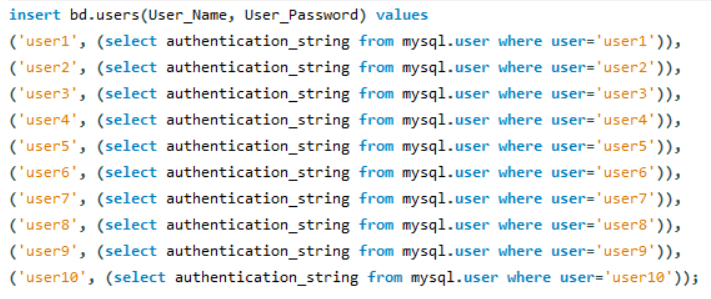 insert bd.users(User_Name, User_Password) values
('user1', (select authentication_string from mysql.user where user='user1')),
('user2', (select authentication_string from mysql.user where user='user2')),
('user3', (select authentication_string from mysql.user where user='user3')),
('user4', (select authentication_string from mysql.user where user='user4')),
('user5', (select authentication_string from mysql.user where user='user5')),
('user6', (select authentication_string from mysql.user where user='user6')),
('user7', (select authentication_string from mysql.user where user='user7')),
('user8', (select authentication_string from mysql.user where user='user8')),
('user9', (select authentication_string from mysql.user where user='user9')),
('user10', (select authentication_string from mysql.user where user='user10'));